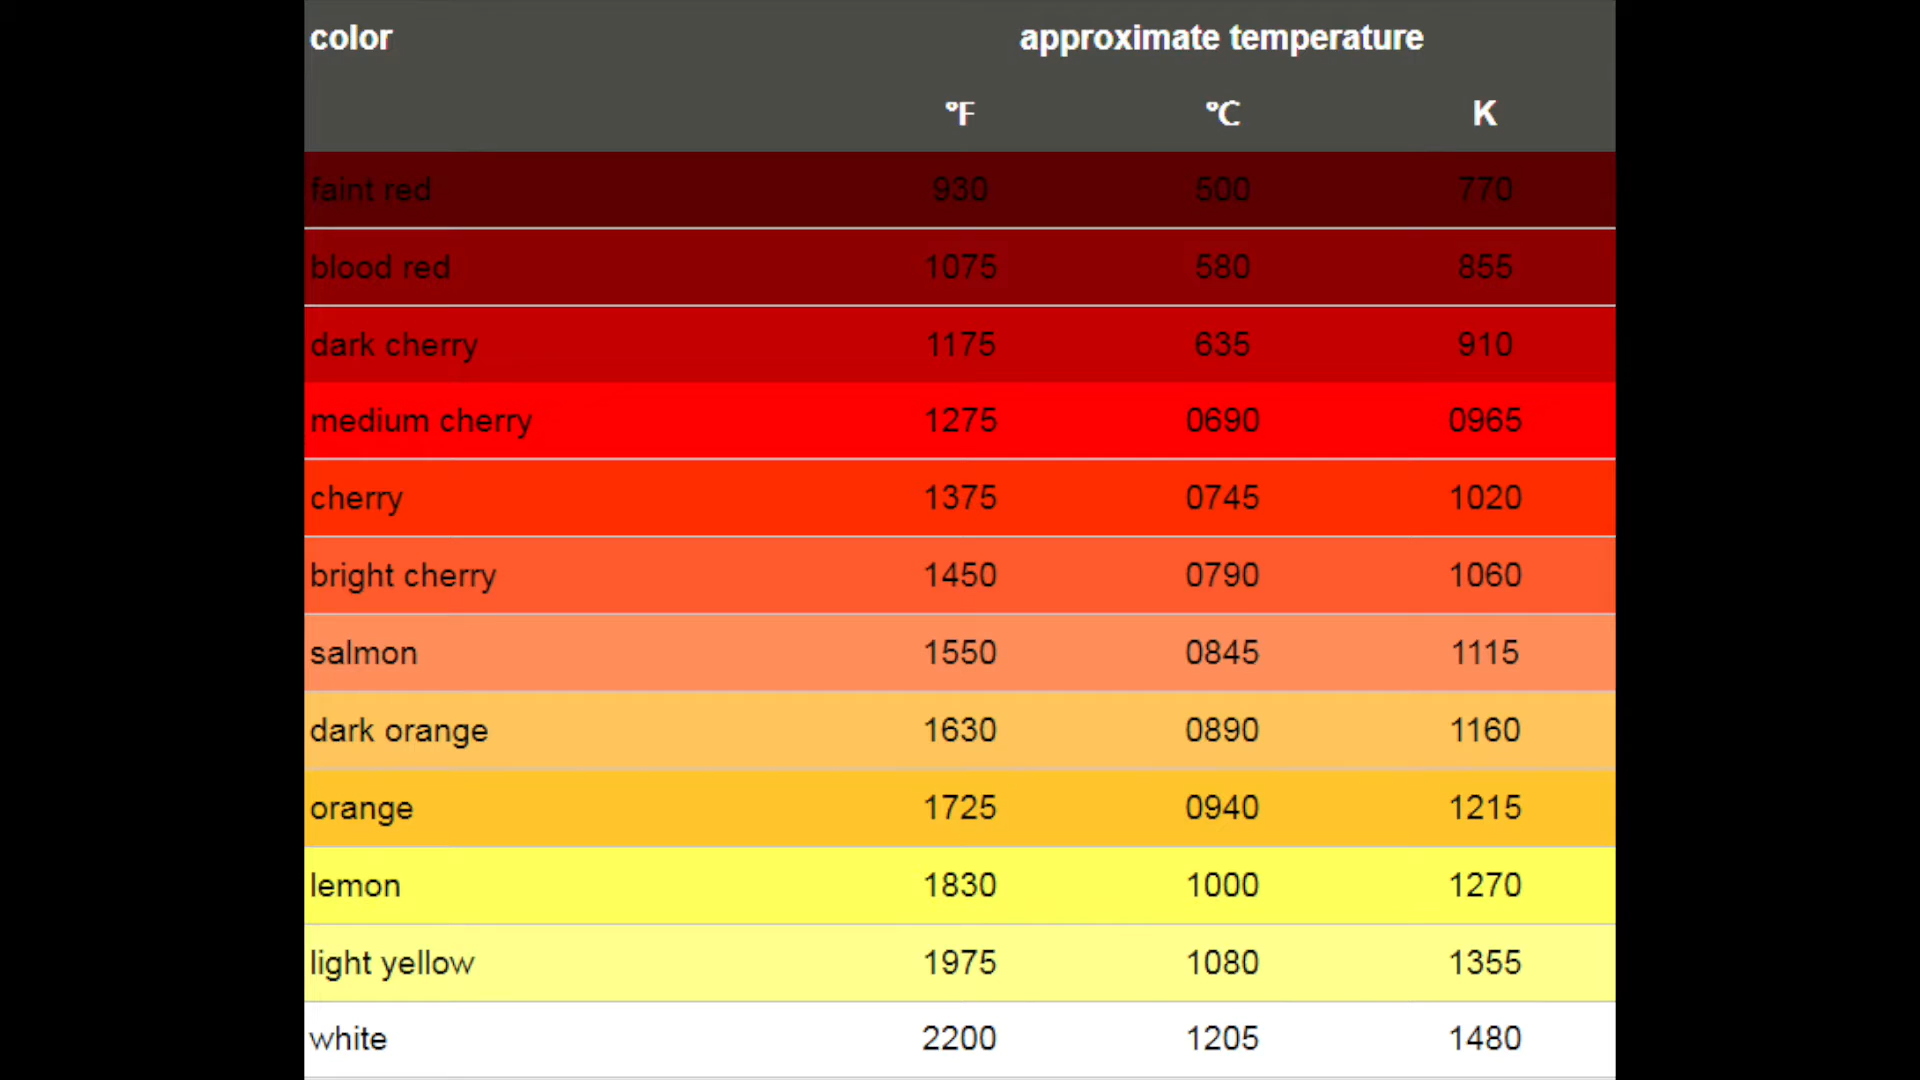 color approximate temperature
°F °C K
faint red 930 500 770
blood red 1075 580 855
dark cherry 1175 635 910
medium cherry 1275 0690 0965
cherry 1375 0745 1020
bright cherry 1450 0790 1060
salmon 1550 0845 1115
dark orange 1630 0890 1160
orange 1725 0940 1215
lemon 1830 1000 1270
light yellow 1975 1080 1355
white 2200 1205 1480